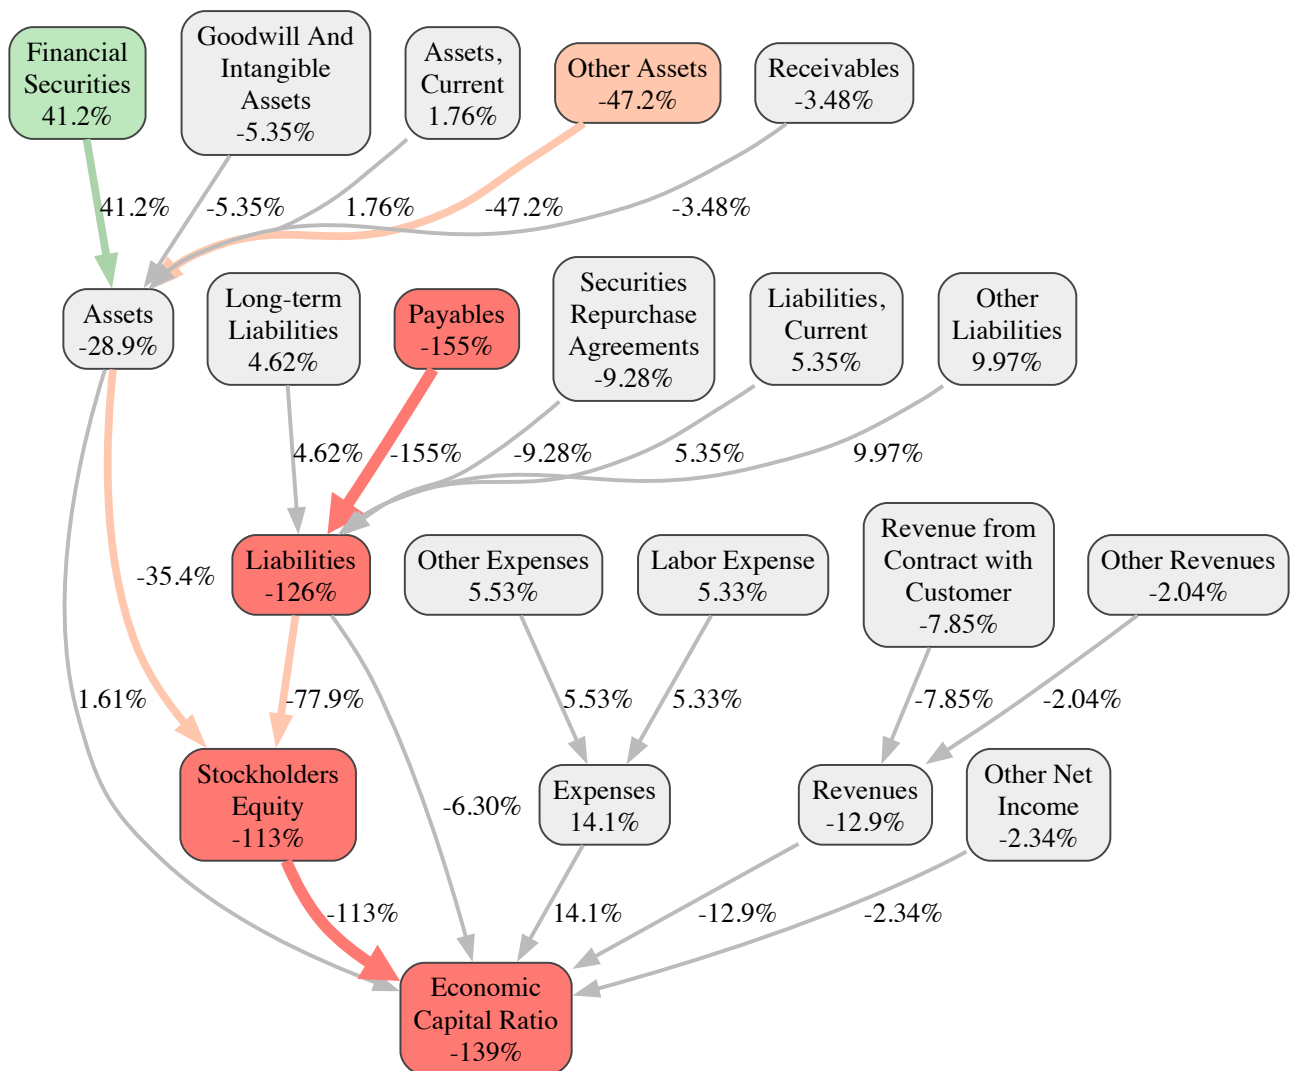 Financial
Securities
41.2%
Goodwill And
Intangible
Assets
-5.35%
Assets,
Current
1.76%
Other Assets
-47.2%
Receivables
-3.48%
41.2%
-5.35%
1.76%
-47.2%
-3.48%
Assets
-28.9%
Long-term
Liabilities
4.62%
Payables
-155%
Securities
Repurchase
Agreements
-9.28%
Liabilities,
Current
5.35%
Other
Liabilities
9.97%
4.62%
-155%
-9.28%
5.35%
9.97%
-35.4%
Liabilities
-126%
Other Expenses
5.53%
Labor Expense
5.33%
Revenue from
Contract with
Customer
-7.85%
Other Revenues
-2.04%
1.61%
-77.9%
5.53%
5.33%
-7.85%
-2.04%
Stockholders
Equity
-113%
-6.30%
Expenses
14.1%
Revenues
-12.9%
Other Net
Income
-2.34%
-113%
14.1%
-12.9%
-2.34%
Economic
Capital Ratio
-139%